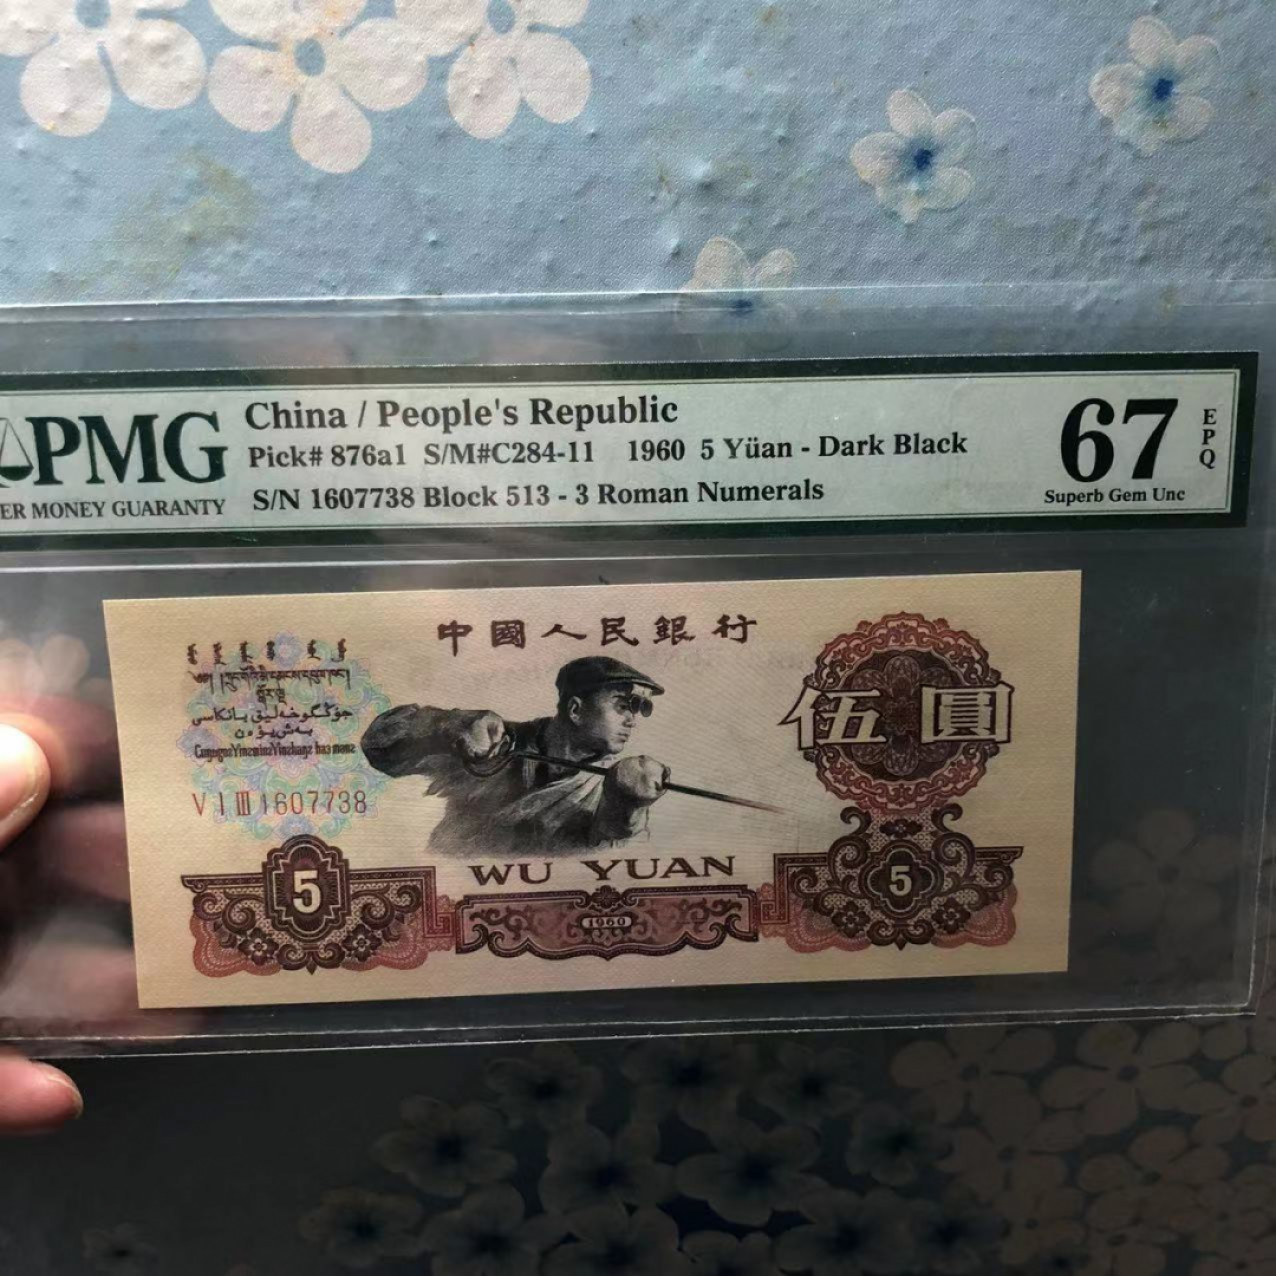 PMG
ER MONEY GUARANTY
China / People's Republic
Pick# 876a1 S/M#C284-11 1960 5 Yüan - Dark Black
S/N 1607738 Block 513 - 3 Roman Numerals
67 EPQ
Superb Gem Unc
中國人民銀行
伍圓
V I III 1607738
WU YUAN
5
1960
5